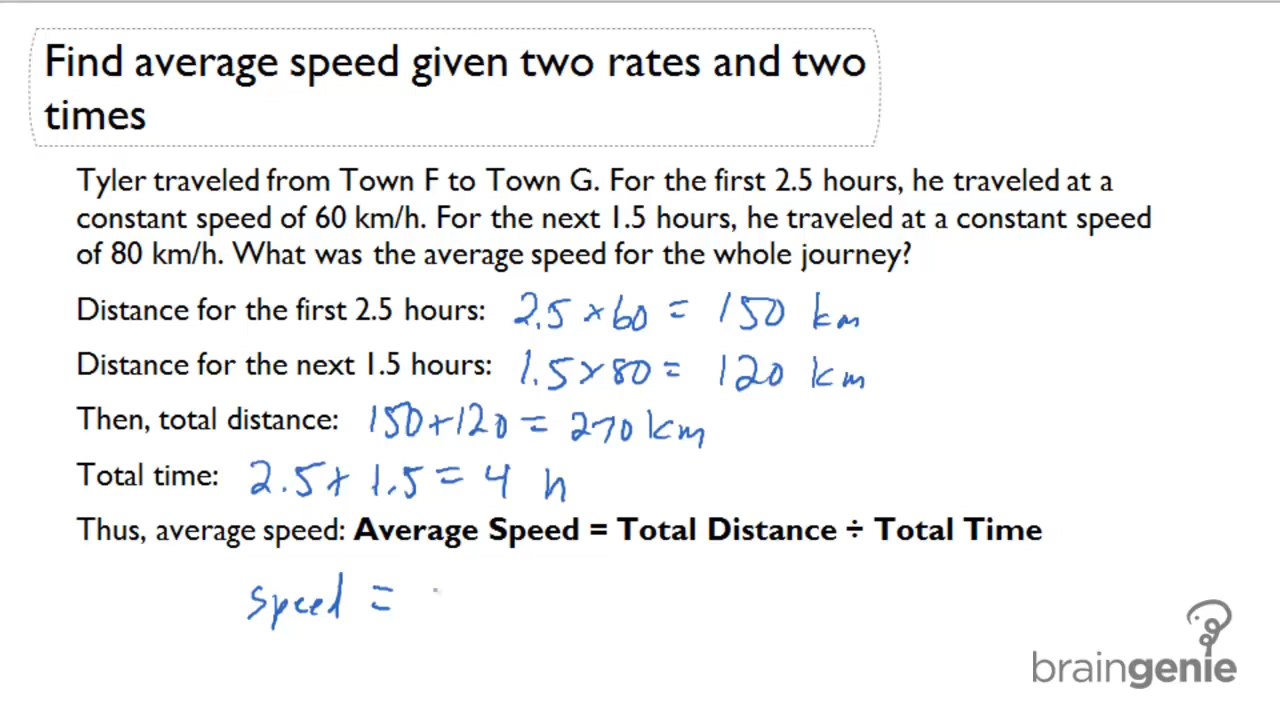 Find average speed given two rates and two
times
Tyler traveled from Town F to Town G. For the first 2.5 hours, he traveled at a
constant speed of 60 km/h. For the next 1.5 hours, he traveled at a constant speed
of 80 km/h. What was the average speed for the whole journey?
Distance for the first 2.5 hours: 2.5 × 60 = 150 km
Distance for the next 1.5 hours: 1.5 × 80 = 120 km
Then, total distance: 150 + 120 = 270 km
Total time: 2.5 + 1.5 = 4 h
Thus, average speed: Average Speed = Total Distance ÷ Total Time
speed =
braingenie